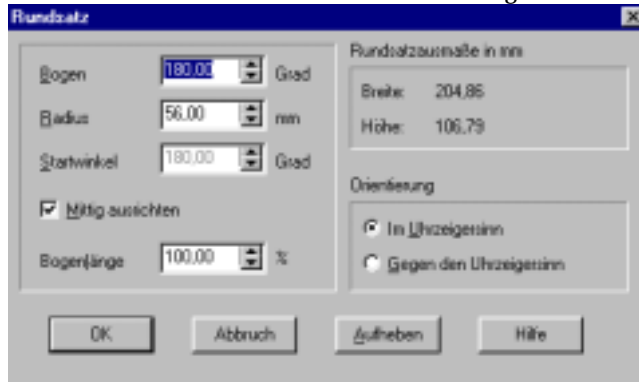 Rundsatz
Bogen 180,00 Grad
Radius 56,00 mm
Startwinkel 180,00 Grad
Mittig ausrichten
Bogenlänge 100,00 %
Rundsatzausmaße in mm
Breite: 204,86
Höhe: 106,79
Orientierung
Im Uhrzeigersinn
Gegen den Uhrzeigersinn
OK Abbruch Aufheben Hilfe